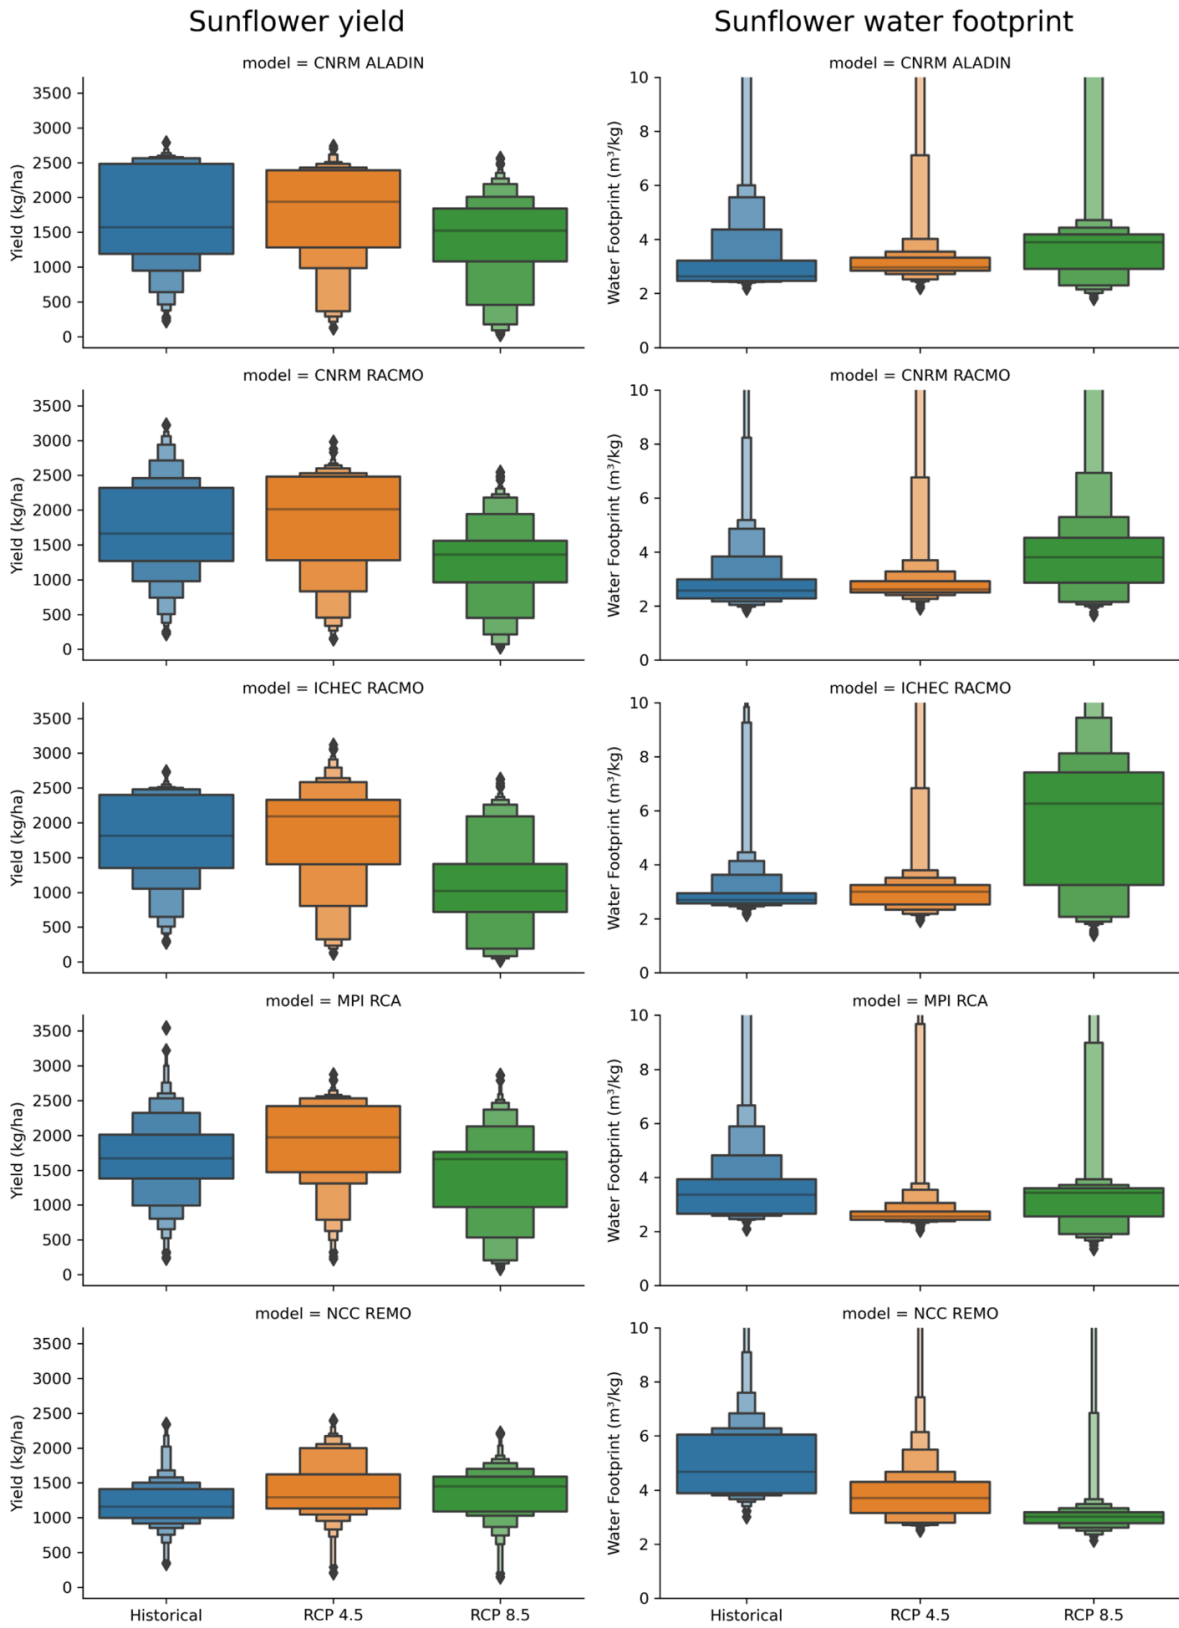 Sunflower yield
Sunflower water footprint
model = CNRM ALADIN
model = CNRM ALADIN
Yield (kg/ha)
3500
3000
2500
2000
1500
1000
500
0
Water Footprint (m³/kg)
10
8
6
4
2
0
model = CNRM RACMO
model = CNRM RACMO
Yield (kg/ha)
3500
3000
2500
2000
1500
1000
500
0
Water Footprint (m³/kg)
10
8
6
4
2
0
model = ICHEC RACMO
model = ICHEC RACMO
Yield (kg/ha)
3500
3000
2500
2000
1500
1000
500
0
Water Footprint (m³/kg)
10
8
6
4
2
0
model = MPI RCA
model = MPI RCA
Yield (kg/ha)
3500
3000
2500
2000
1500
1000
500
0
Water Footprint (m³/kg)
10
8
6
4
2
0
model = NCC REMO
model = NCC REMO
Yield (kg/ha)
3500
3000
2500
2000
1500
1000
500
0
Water Footprint (m³/kg)
10
8
6
4
2
0
Historical RCP 4.5 RCP 8.5
Historical RCP 4.5 RCP 8.5